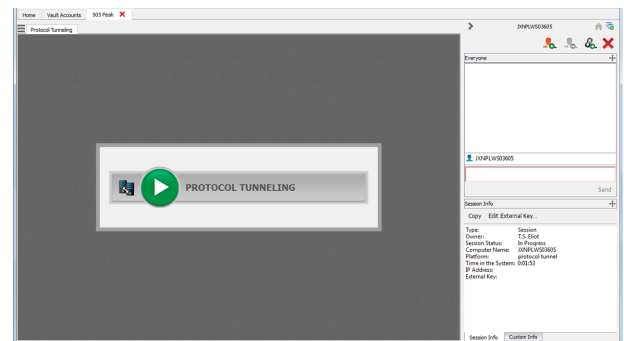 Home Vault Accounts 505 Peak
Protocol Tunneling
JXNPLWS03605
Everyone
PROTOCOL TUNNELING
JXNPLWS03605
Send
Session Info
Copy Edit External Key...
Type: Session
Owner: T.S. Eliot
Session Status: In Progress
Computer Name: JXNPLWS03605
Platform: protocol tunnel
Time in the System: 0:01:53
IP Address:
External Key:
Session Info Custom Info